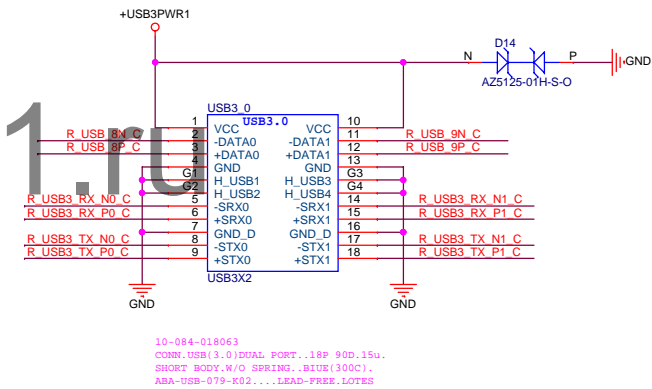 +USB3PWR1
D14
N
P
GND
AZ5125-01H-S-O
USB3_0
USB3.0
1.ru
1 VCC VCC 10
R_USB_8N_C 2 -DATA0 -DATA1 11 R_USB_9N_C
R_USB_8P_C 3 +DATA0 +DATA1 12 R_USB_9P_C
4 GND GND 13
G1 H_USB1 H_USB3 G3
G2 H_USB2 H_USB4 G4
R_USB3_RX_N0_C 5 -SRX0 -SRX1 14 R_USB3_RX_N1_C
R_USB3_RX_P0_C 6 +SRX0 +SRX1 15 R_USB3_RX_P1_C
7 GND_D GND_D 16
R_USB3_TX_N0_C 8 -STX0 -STX1 17 R_USB3_TX_N1_C
R_USB3_TX_P0_C 9 +STX0 +STX1 18 R_USB3_TX_P1_C
USB3X2
GND
GND
10-084-018063
CONN.USB(3.0)DUAL PORT..18P 90D.15u.
SHORT BODY.W/O SPRING..BIUE(300C).
ABA-USB-079-K02....LEAD-FREE.LOTES